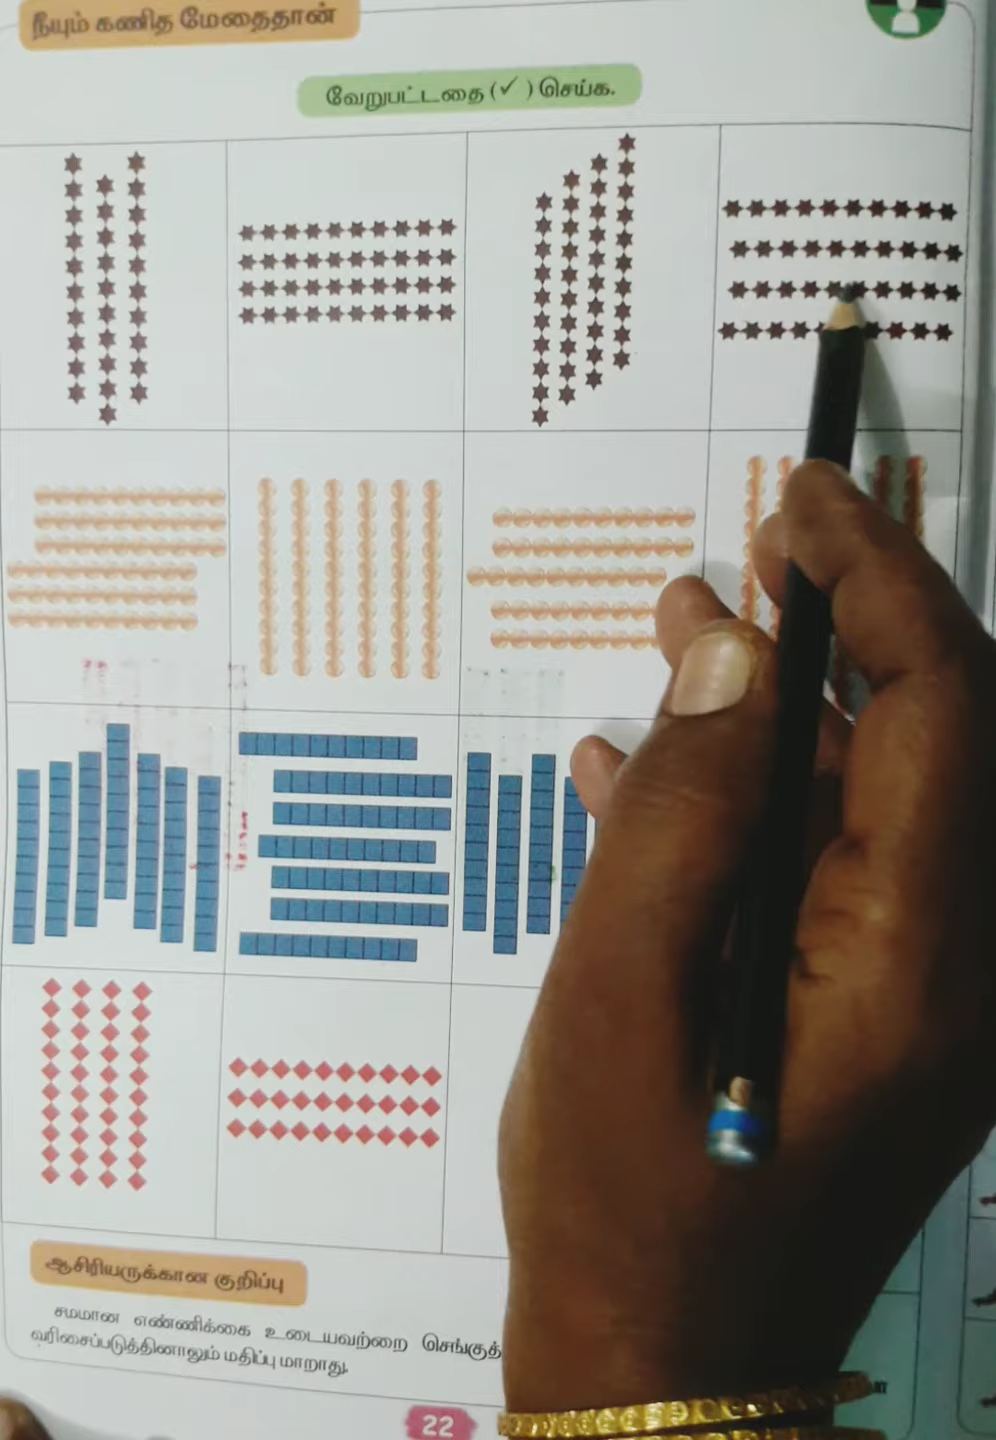 நீயும் கணித மேதைதான்
வேறுபட்டதை (✓) செய்க.
ஆசிரியருக்கான குறிப்பு
சமமான எண்ணிக்கை உடையவற்றை செங்குத்
வரிசைப்படுத்தினாலும் மதிப்பு மாறாது.
22